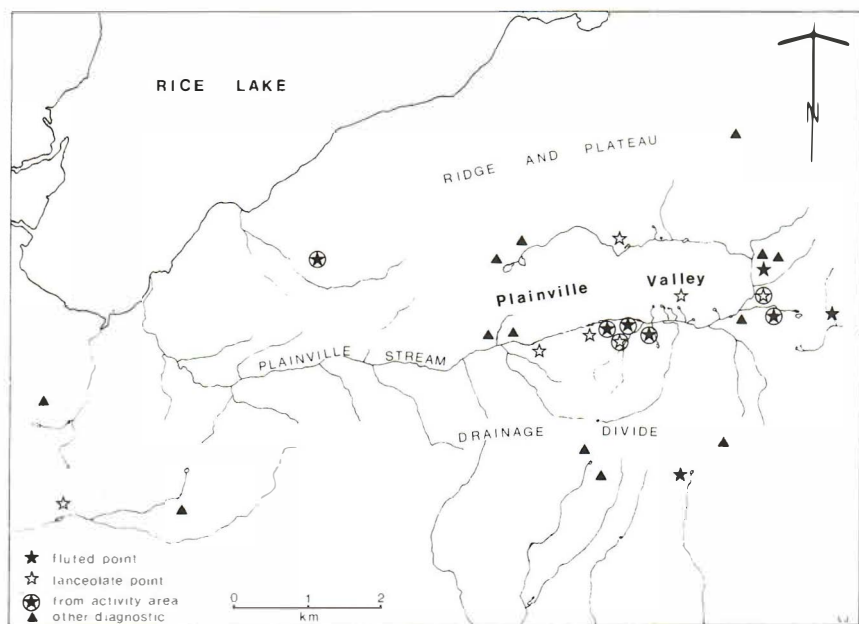 RICE LAKE
N
RIDGE AND PLATEAU
Plainville Valley
PLAINVILLE STREAM
DRAINAGE DIVIDE
fluted point
lanceolate point
from activity area
other diagnostic
0 1 2
km